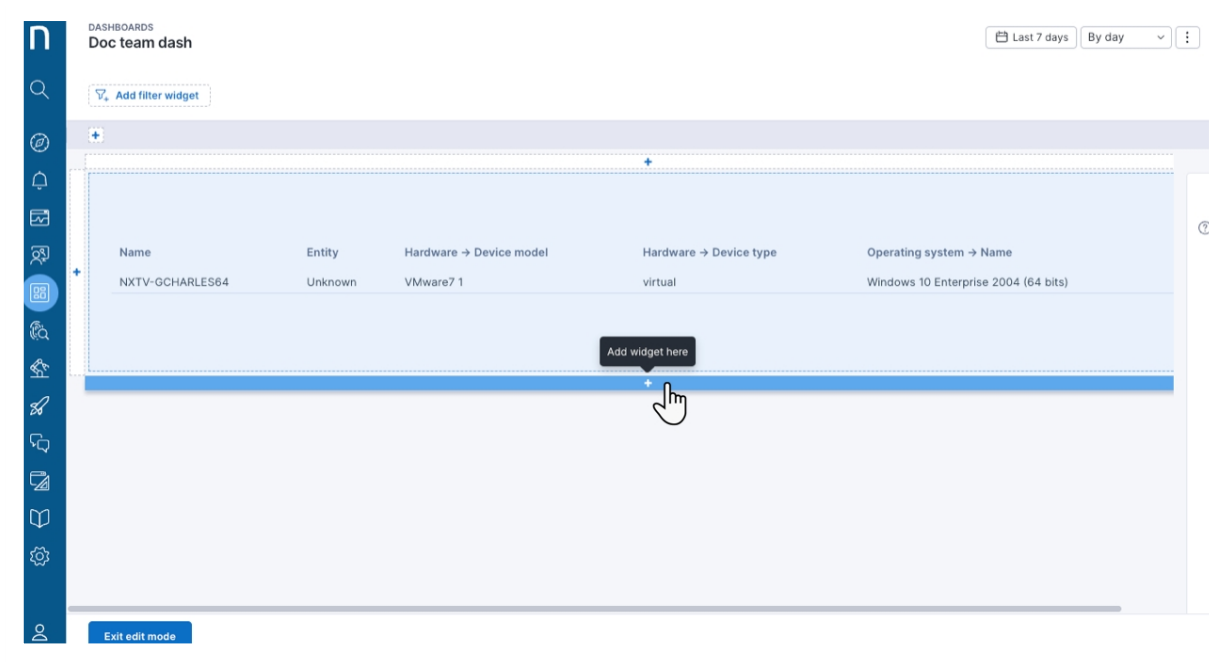 DASHBOARDS
Doc team dash
Last 7 days
By day
Add filter widget
Name Entity Hardware → Device model Hardware → Device type Operating system → Name
NXTV-GCHARLES64 Unknown VMware7 1 virtual Windows 10 Enterprise 2004 (64 bits)
Add widget here
Exit edit mode